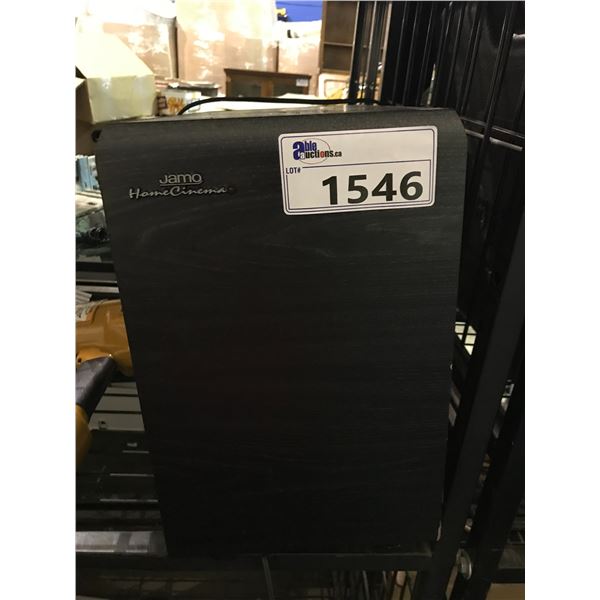 Jamo
HomeCinema
able
auctions.ca
LOT#
1546